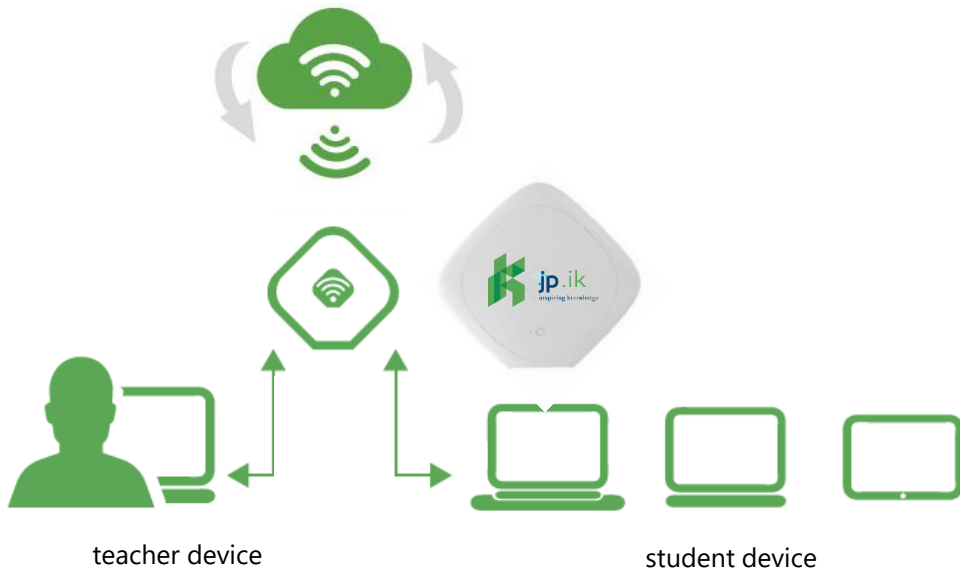 jp.ik
inspiring knowledge
teacher device
student device